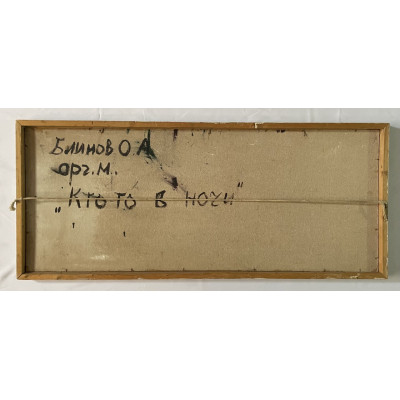 Блинов О А
орг.м..
„Кто то в ночи"